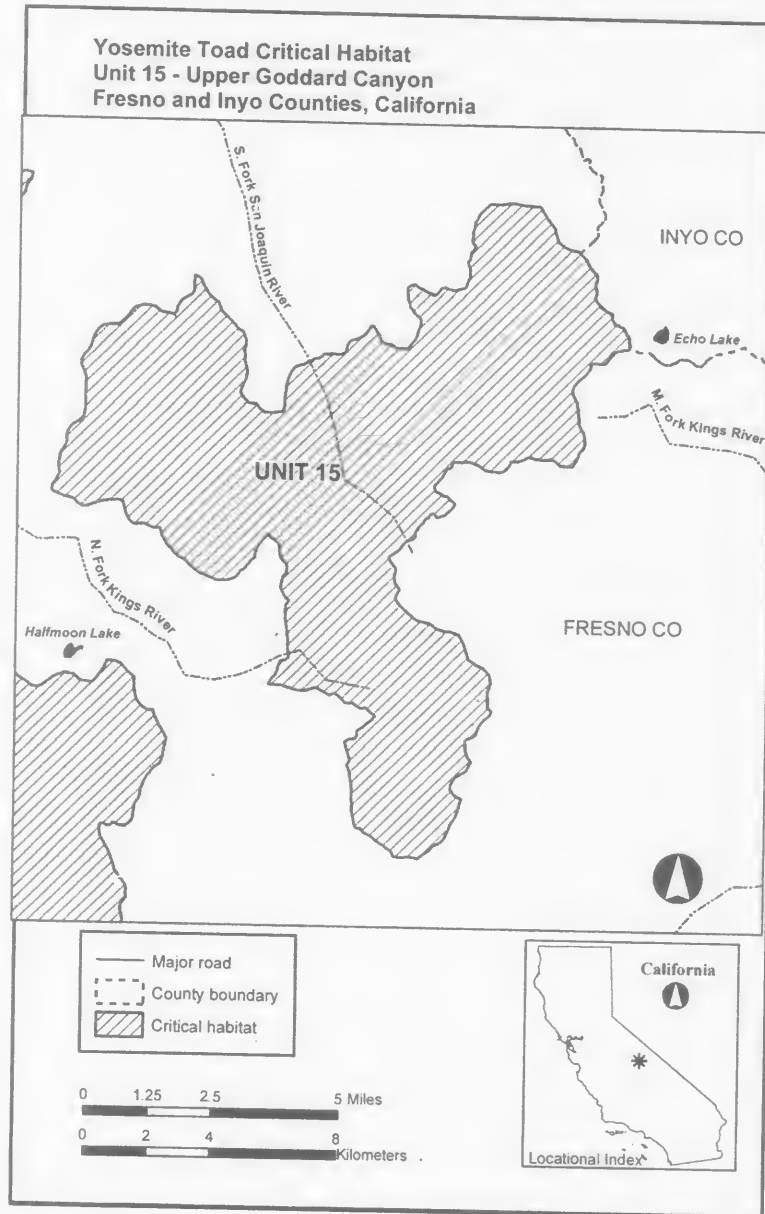 Yosemite Toad Critical Habitat
Unit 15 - Upper Goddard Canyon
Fresno and Inyo Counties, California
S. Fork San Joaquin River
INYO CO
Echo Lake
M. Fork Kings River
UNIT 15
N. Fork Kings River
Halfmoon Lake
FRESNO CO
Major road
County boundary
Critical habitat
0 1.25 2.5 5 Miles
0 2 4 8
Kilometers
California
Locational Index